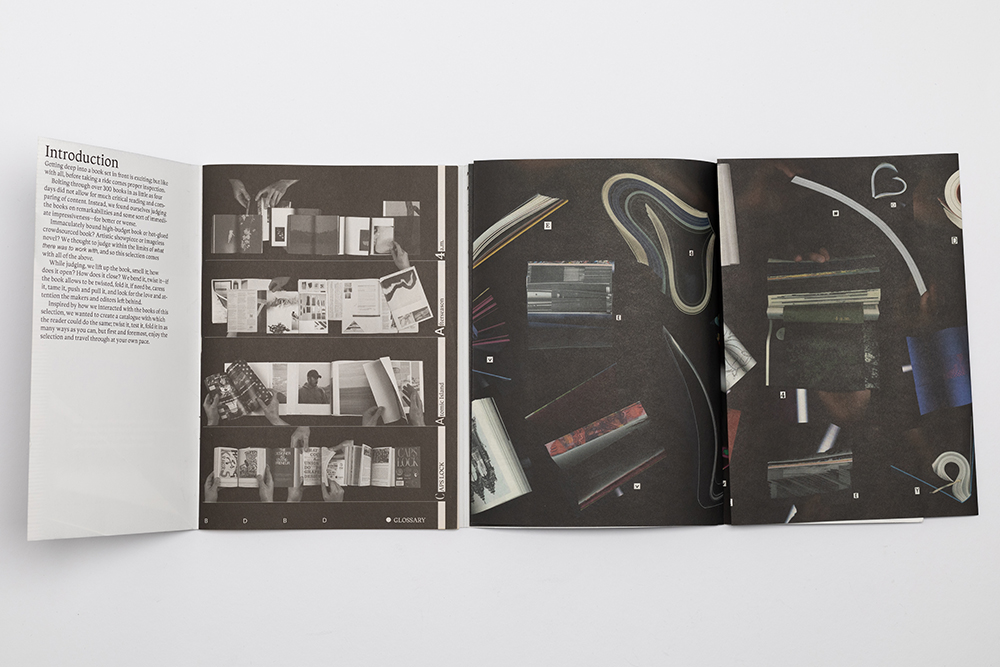 Introduction
Getting deep into a book set in front is exciting but like
with all, before taking a ride comes proper inspection.
Bolting through over 300 books in as little as four
days did not allow for much critical reading and com-
paring of content. Instead, we found ourselves judging
the books on remarkabilities and some sort of immedi-
ate impressiveness—for better or worse.
Immaculately bound high-budget book or hot-glued
crowdsourced book? Artistic showpiece or imageless
novel? We thought to judge within the limits of what
there was to work with, and so this selection comes
with all of the above.
While judging, we lift up the book, smell it; how
does it open? How does it close? We bend it, twist it—if
the book allows to be twisted, fold it, if need be, caress
it, tame it, push and pull it, and look for the love and at-
tention the makers and editors left behind.
Inspired by how we interacted with the books of this
selection, we wanted to create a catalogue with which
the reader could do the same; twist it, test it, fold it in as
many ways as you can, but first and foremost, enjoy the
selection and travel through at your own pace.
4 a.m.
Aftersession
Atomic Island
CAPS LOCK
CAPS
LOCK
B D B D GLOSSARY
E
4
E
v
v
D
4
E
Y